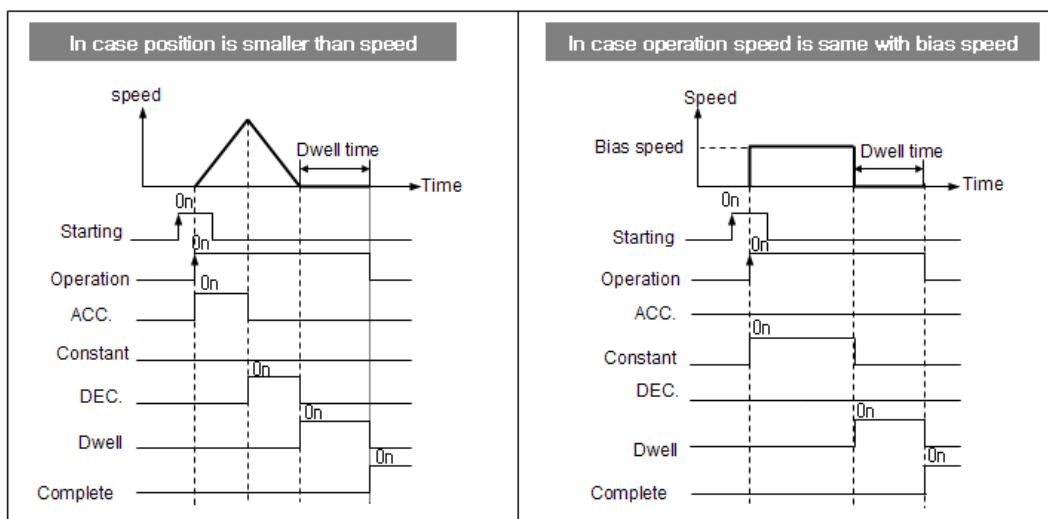 In case position is smaller than speed
speed
Dwell time
Time
On
Starting
On
Operation
On
ACC.
Constant
On
DEC.
On
Dwell
On
Complete
In case operation speed is same with bias speed
Speed
Bias speed
Dwell time
Time
On
Starting
On
Operation
ACC.
On
Constant
DEC.
On
Dwell
On
Complete